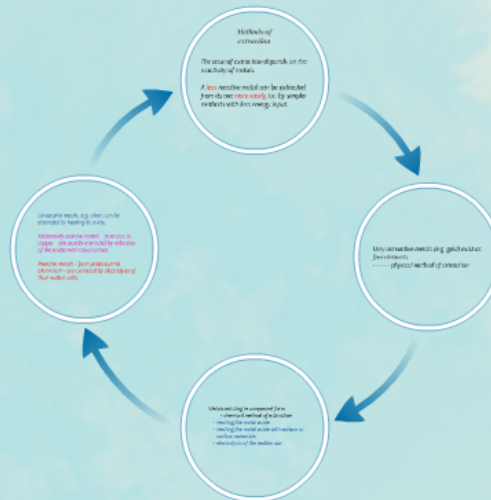 Methods of
extraction
The ease of extraction depends on the
reactivity of metals.
A less reactive metal can be extracted
from its ore more easily, i.e. by simpler
methods with less energy input.
Very unreactive metals (e.g. gold) exist as
free elements
----- - physical method of extraction
Metals existing in compound form
- chemical method of extraction
- heating the metal oxide
- heating the metal oxide with carbon or
carbon materials
- electrolysis of the molten ore
Unreactive metals, e.g. silver, can be
extracted by heating its oxide.
Moderately reactive metals - from zinc to
copper - are usually extracted by reduction
of the oxides with coke/carbon.
Reactive metals - from potassium to
aluminium - are extracted by electrolysis of
their molten salts.